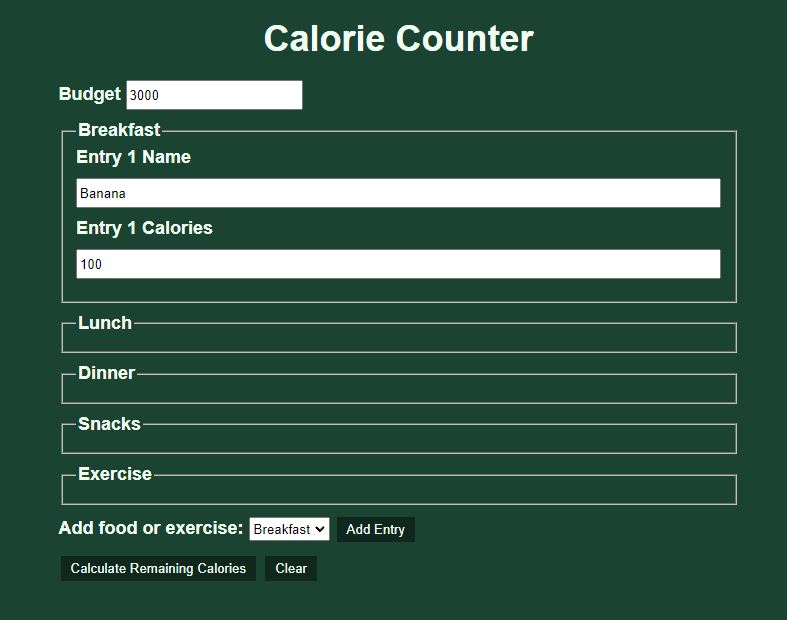 Calorie Counter
Budget 3000
Breakfast
Entry 1 Name
Banana
Entry 1 Calories
100
Lunch
Dinner
Snacks
Exercise
Add food or exercise: Breakfast Add Entry
Calculate Remaining Calories Clear